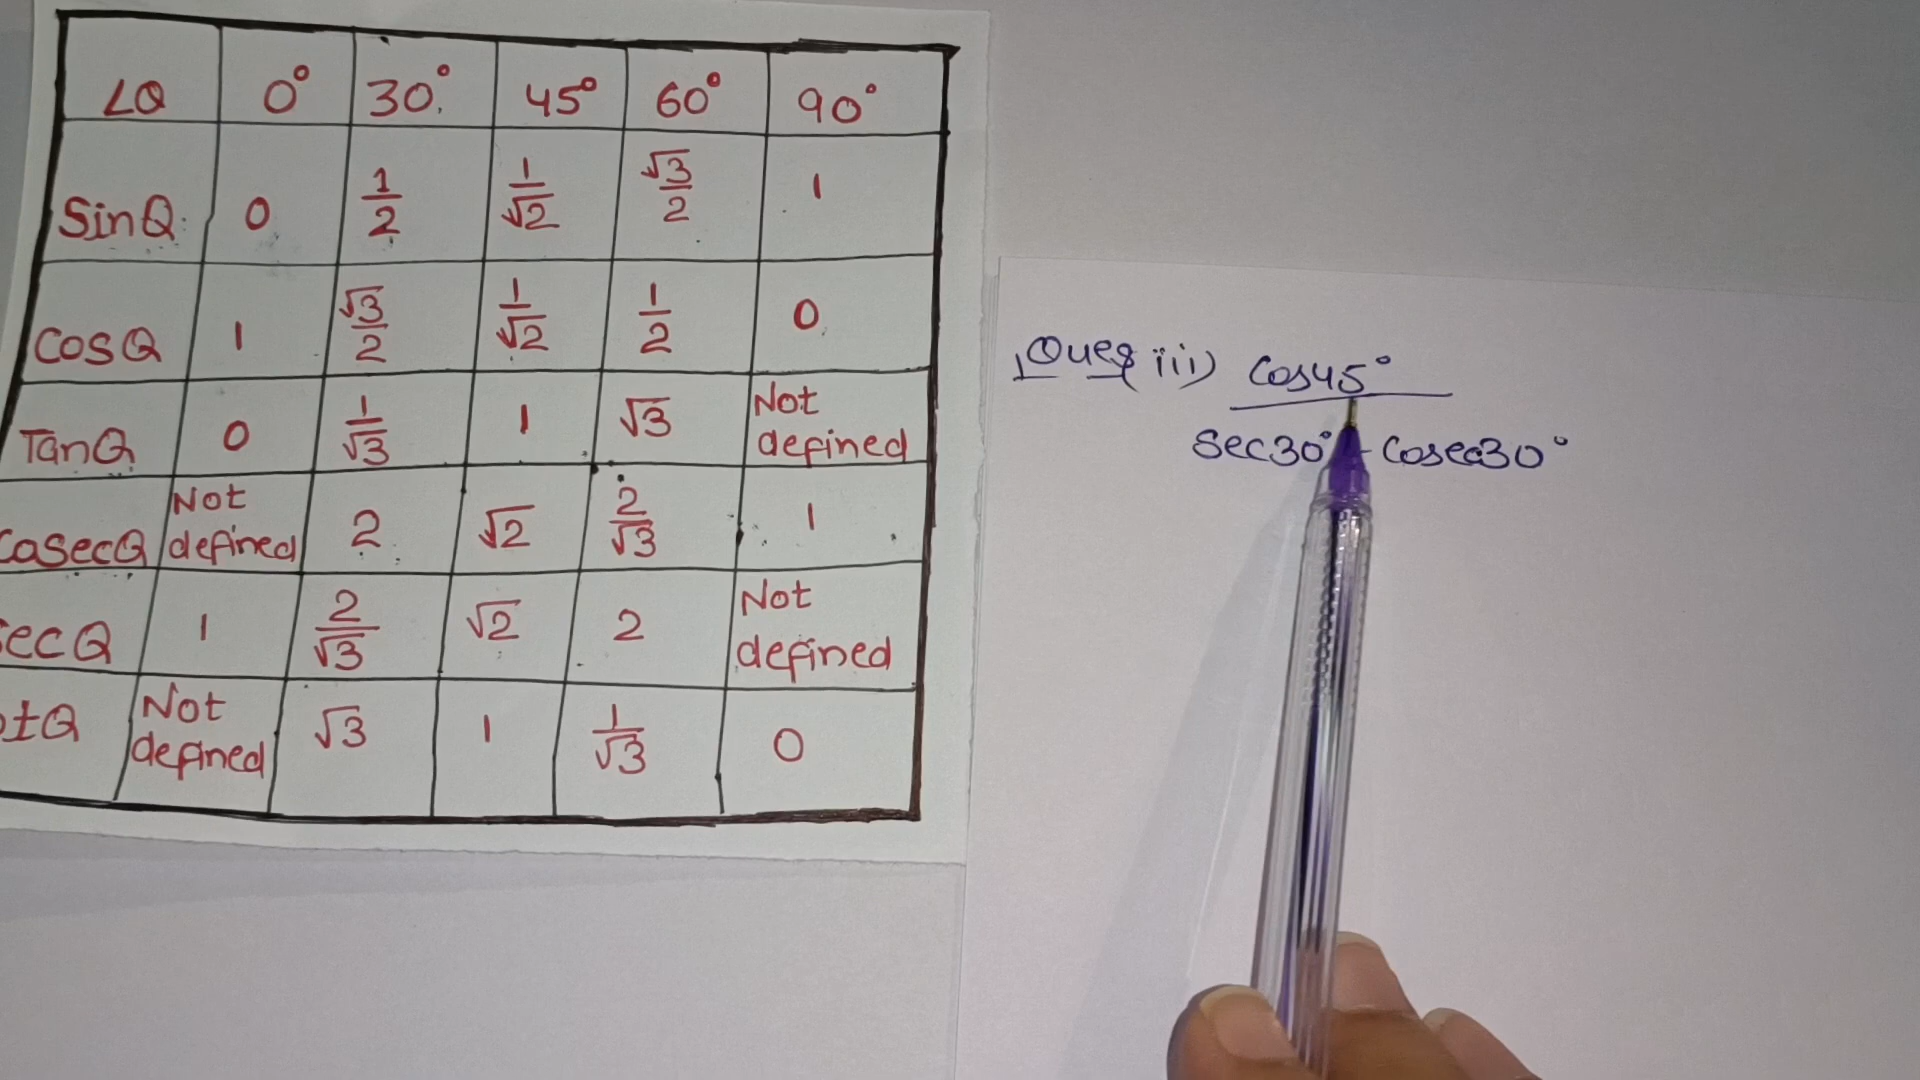 ∠Q 0° 30° 45° 60° 90°
SinQ 0 1/2 1/√2 √3/2 1
CosQ 1 √3/2 1/√2 1/2 0
TanQ 0 1/√3 1 √3 Not defined
CosecQ Not defined 2 √2 2/√3 1
ecQ 1 2/√3 √2 2 Not defined
otQ Not defined √3 1 1/√3 0
Ques iii) Cos45°
Sec30° Cosec30°